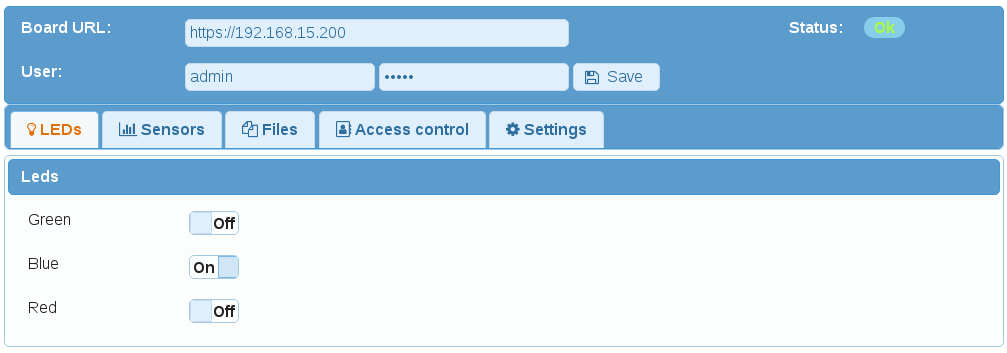 Board URL: https://192.168.15.200 Status: Ok
User: admin ••••• Save
LEDs Sensors Files Access control Settings
Leds
Green Off
Blue On
Red Off